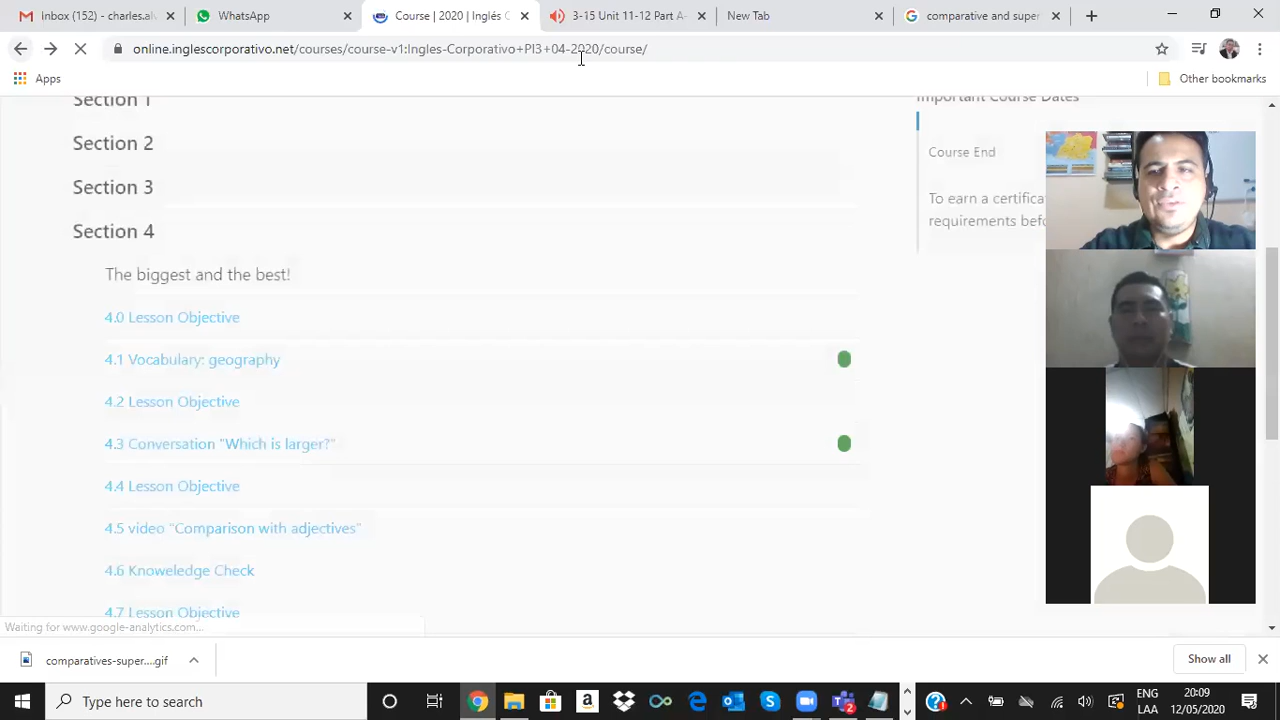 Inbox (30) - charles.al
WhatsApp
Course | 2020 | Inglés C
3-15 Unit 11-12 Part A-
New Tab
comparative and super
online.inglescorporativo.net/courses/course-v1:Ingles-Corporativo+PI3+04-2020/course/
Apps
Other bookmarks
Section 1
Important Course Dates
Section 2
Course End
Section 3
To earn a certifica
requirements befo
Section 4
The biggest and the best!
4.0 Lesson Objective
4.1 Vocabulary: geography
4.2 Lesson Objective
4.3 Conversation "Which is larger?"
4.4 Lesson Objective
4.5 video "Comparison with adjectives"
4.6 Knoweledge Check
4.7 Lesson Objective
Waiting for www.google-analytics.com...
comparatives-super....gif
Show all
Type here to search
ENG
LAA
20:09
12/05/2020